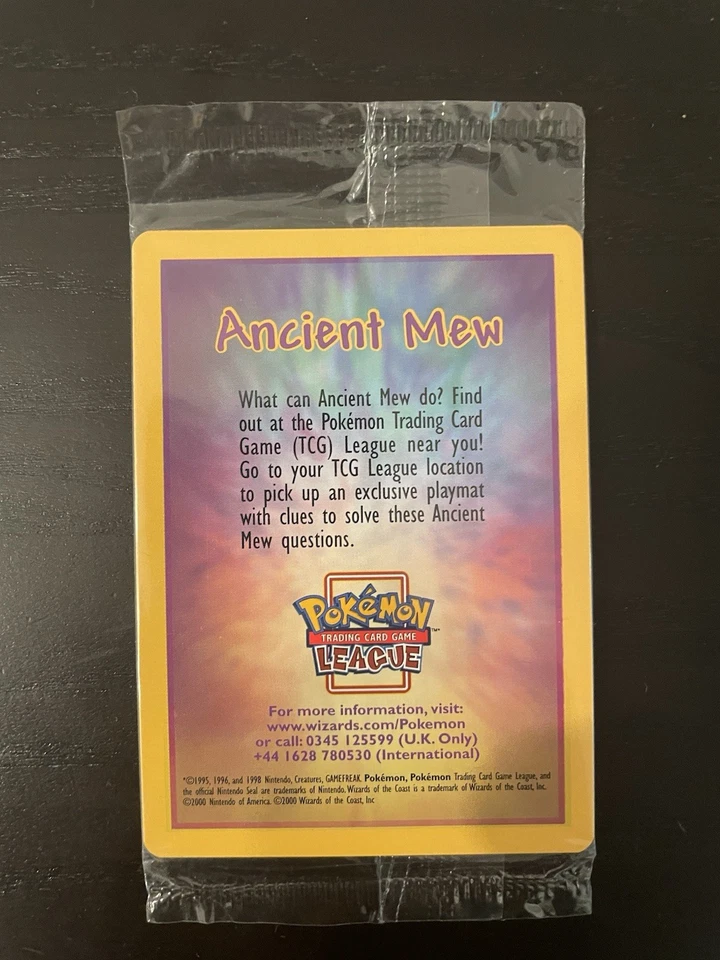 Ancient Mew
What can Ancient Mew do? Find
out at the Pokémon Trading Card
Game (TCG) League near you!
Go to your TCG League location
to pick up an exclusive playmat
with clues to solve these Ancient
Mew questions.
POKéMON
TRADING CARD GAME
LEAGUE
™
For more information, visit:
www.wizards.com/Pokemon
or call: 0345 125599 (U.K. Only)
+44 1628 780530 (International)
*©1995, 1996, and 1998 Nintendo, Creatures, GAMEFREAK. Pokémon, Pokémon Trading Card Game League, and
the official Nintendo Seal are trademarks of Nintendo. Wizards of the Coast is a trademark of Wizards of the Coast, Inc.
©2000 Nintendo of America. ©2000 Wizards of the Coast, Inc